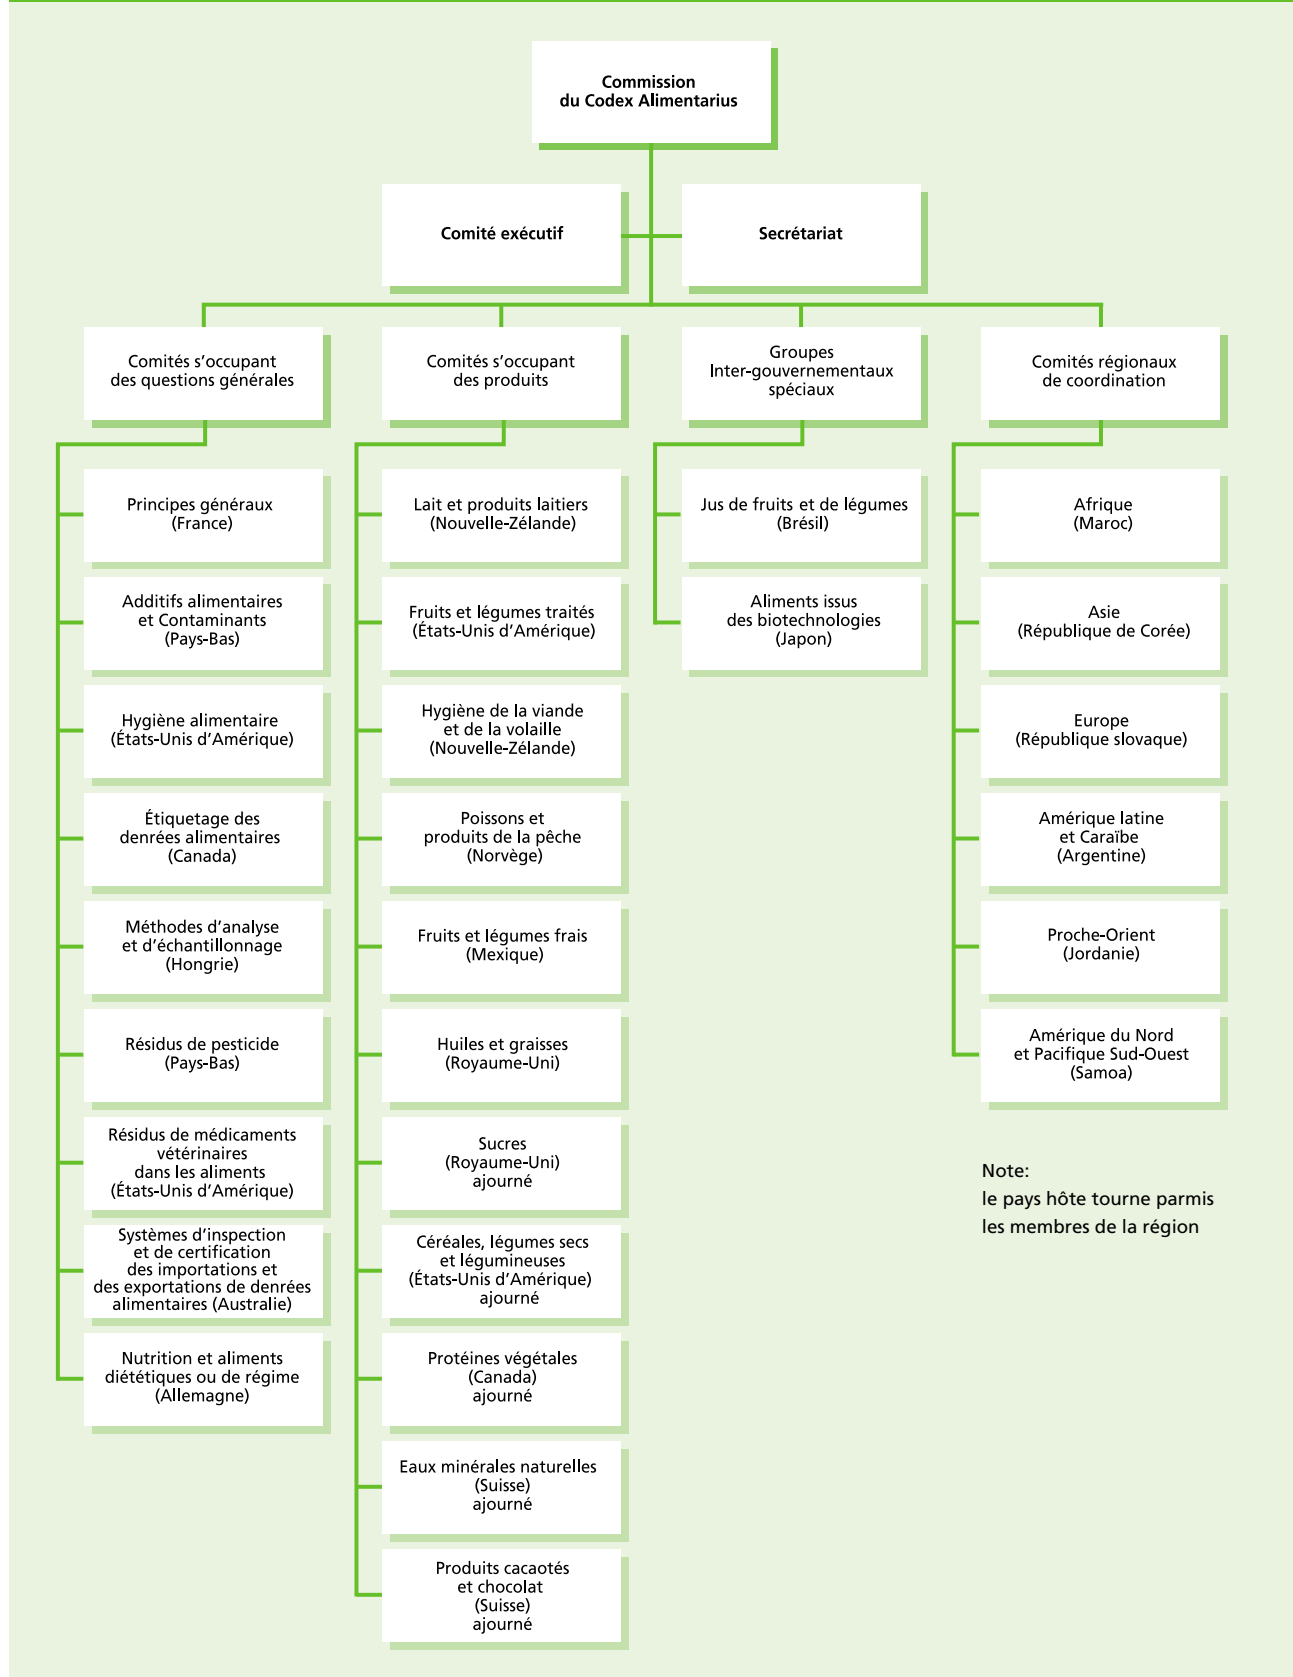 Commission
du Codex Alimentarius
Comité exécutif
Secrétariat
Comités s'occupant
des questions générales
Comités s'occupant
des produits
Groupes
Inter-gouvernementaux
spéciaux
Comités régionaux
de coordination
Principes généraux
(France)
Additifs alimentaires
et Contaminants
(Pays-Bas)
Hygiène alimentaire
(États-Unis d'Amérique)
Étiquetage des
denrées alimentaires
(Canada)
Méthodes d'analyse
et d'échantillonnage
(Hongrie)
Résidus de pesticide
(Pays-Bas)
Résidus de médicaments
vétérinaires
dans les aliments
(États-Unis d'Amérique)
Systèmes d'inspection
et de certification
des importations et
des exportations de denrées
alimentaires (Australie)
Nutrition et aliments
diététiques ou de régime
(Allemagne)
Lait et produits laitiers
(Nouvelle-Zélande)
Fruits et légumes traités
(États-Unis d'Amérique)
Hygiène de la viande
et de la volaille
(Nouvelle-Zélande)
Poissons et
produits de la pêche
(Norvège)
Fruits et légumes frais
(Mexique)
Huiles et graisses
(Royaume-Uni)
Sucres
(Royaume-Uni)
ajourné
Céréales, légumes secs
et légumineuses
(États-Unis d'Amérique)
ajourné
Protéines végétales
(Canada)
ajourné
Eaux minérales naturelles
(Suisse)
ajourné
Produits cacaotés
et chocolat
(Suisse)
ajourné
Jus de fruits et de légumes
(Brésil)
Aliments issus
des biotechnologies
(Japon)
Afrique
(Maroc)
Asie
(République de Corée)
Europe
(République slovaque)
Amérique latine
et Caraïbe
(Argentine)
Proche-Orient
(Jordanie)
Amérique du Nord
et Pacifique Sud-Ouest
(Samoa)
Note:
le pays hôte tourne parmis
les membres de la région